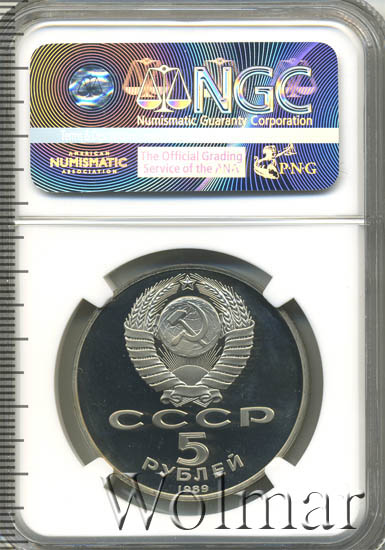 NGC
Numismatic Guaranty Corporation
AMERICAN
NUMISMATIC
ASSOCIATION
The Official Grading
Service of the PNG
СССР
5
РУБЛЕЙ
1989
Wolmar